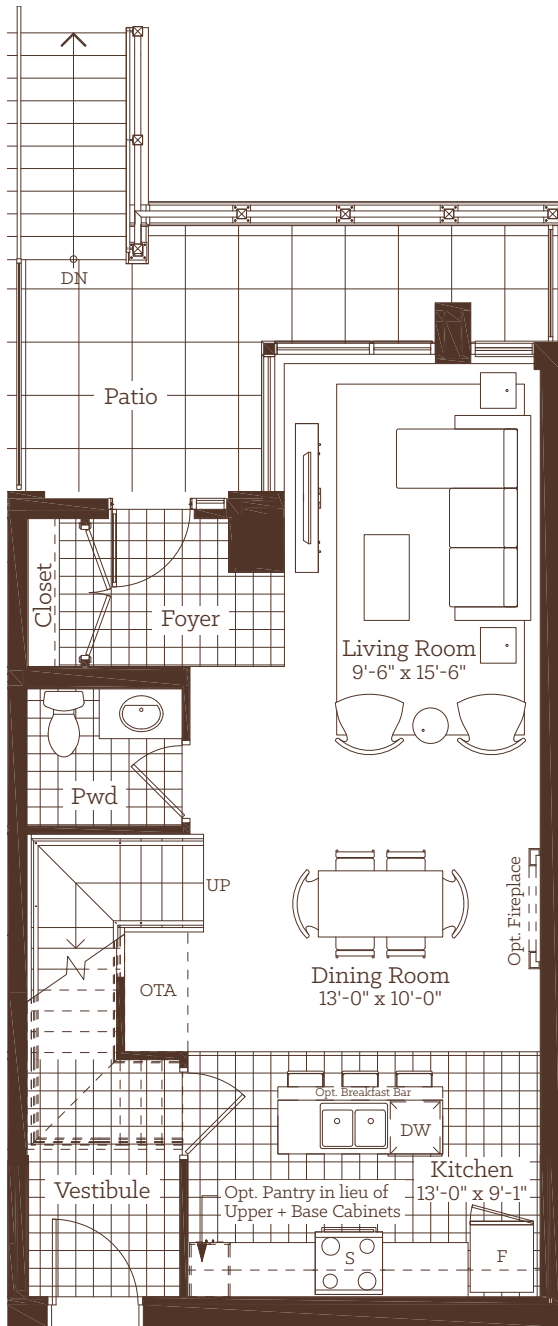 DN
Patio
Closet
Foyer
Living Room
9'-6" x 15'-6"
Pwd
UP
Opt. Fireplace
OTA
Dining Room
13'-0" x 10'-0"
Opt. Breakfast Bar
DW
Kitchen
13'-0" x 9'-1"
Vestibule
Opt. Pantry in lieu of
Upper + Base Cabinets
S
F